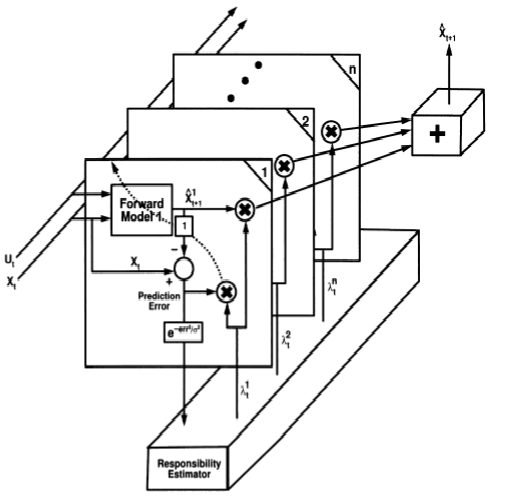 x̂ₜ₊₁
n
2
1
Forward
Model 1
x̂¹ₜ₊₁
1
−
Uₜ
Xₜ
Xₜ
+
Prediction
Error
+
λⁿₜ
λ²ₜ
λ¹ₜ
Responsibility
Estimator